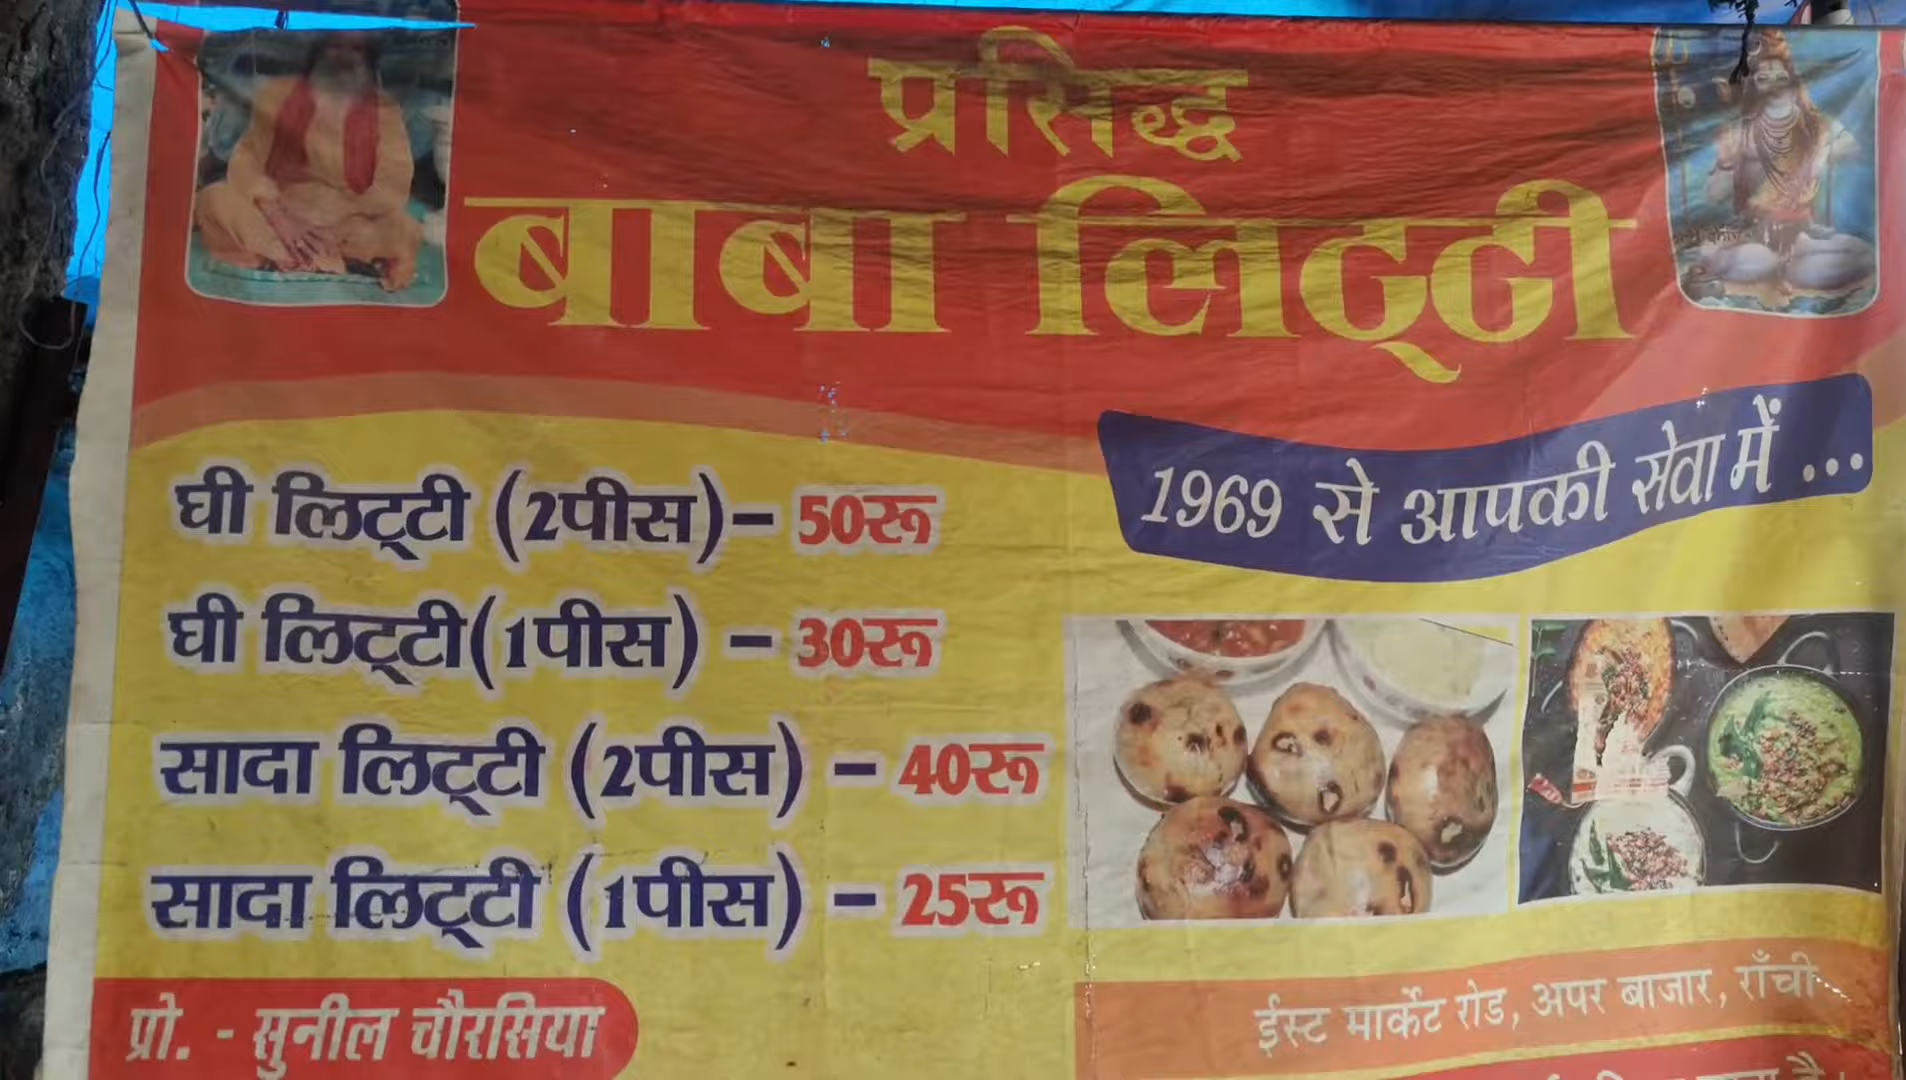 प्रसिद्ध
बाबा लिट्टी
1969 से आपकी सेवा में ...
घी लिट्टी (2पीस)- 50रू
घी लिट्टी(1पीस) - 30रू
सादा लिट्टी (2पीस) - 40रू
सादा लिट्टी (1पीस) - 25रू
प्रो. - सुनील चौरसिया
ईस्ट मार्केट रोड, अपर बाजार, राँची
है।